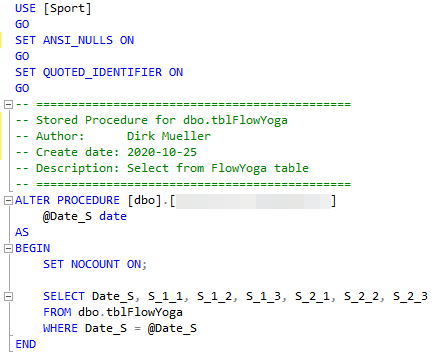 USE [Sport]
GO
SET ANSI_NULLS ON
GO
SET QUOTED_IDENTIFIER ON
GO
-- =============================================
-- Stored Procedure for dbo.tblFlowYoga
-- Author:      Dirk Mueller
-- Create date: 2020-10-25
-- Description: Select from FlowYoga table
-- =============================================
ALTER PROCEDURE [dbo].[ ]
    @Date_S date
AS
BEGIN
    SET NOCOUNT ON;
    SELECT Date_S, S_1_1, S_1_2, S_1_3, S_2_1, S_2_2, S_2_3
    FROM dbo.tblFlowYoga
    WHERE Date_S = @Date_S
END